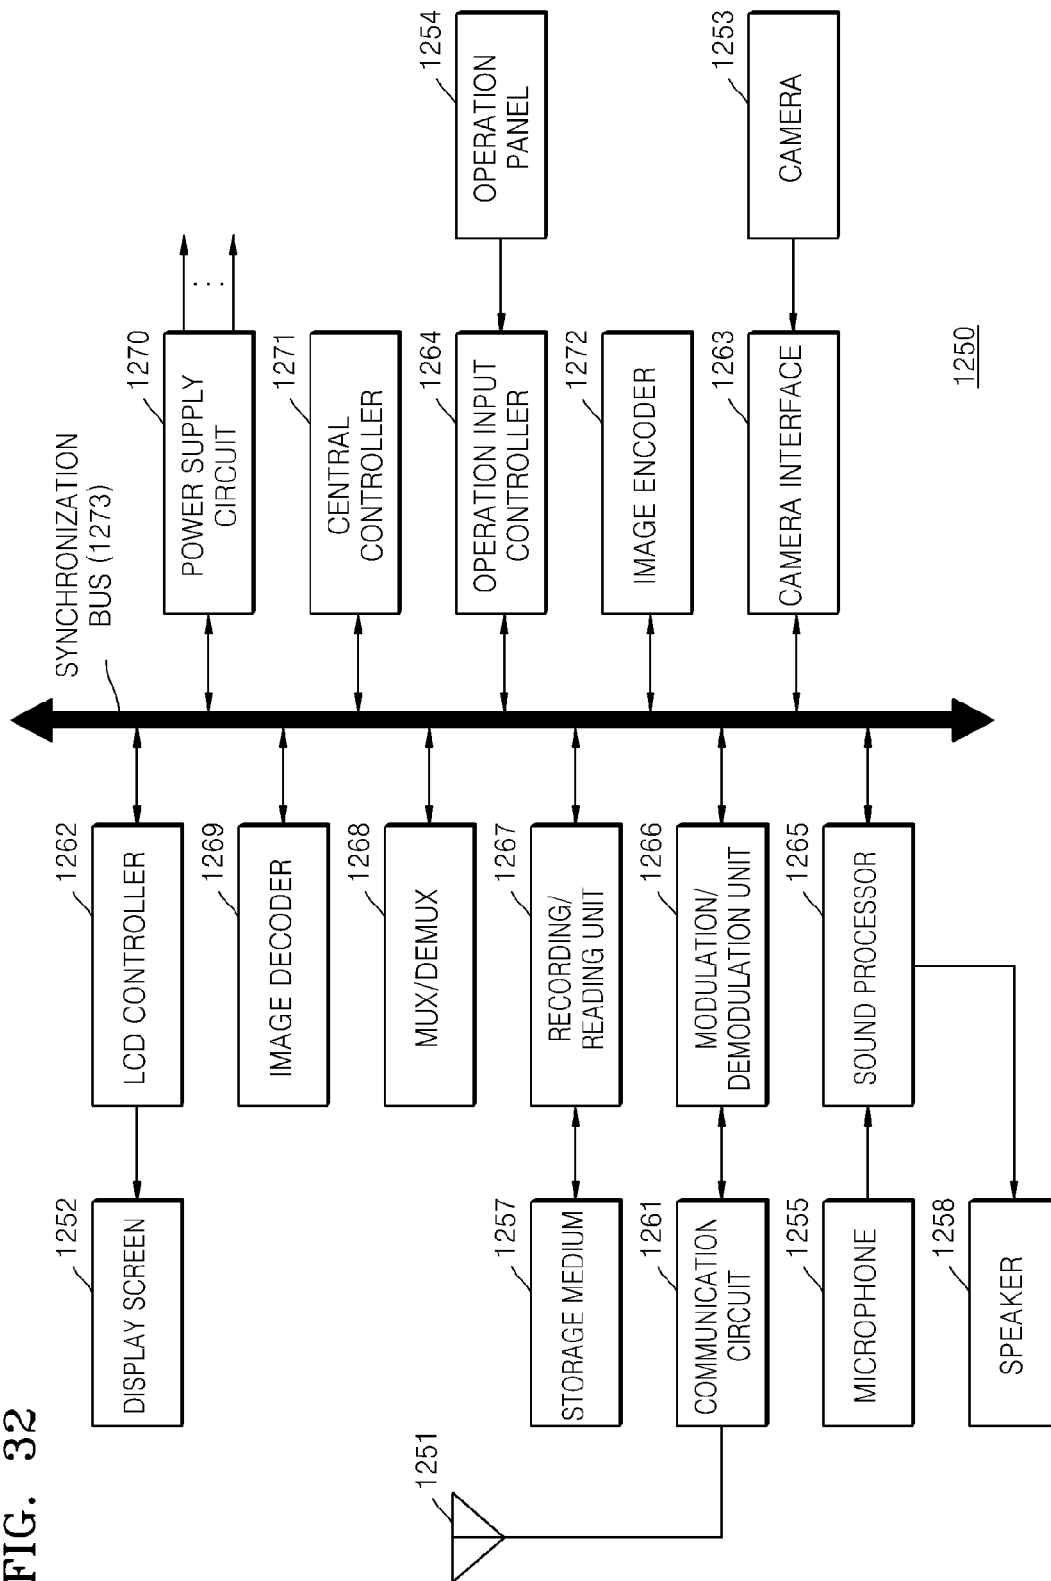 FIG. 32
1251
DISPLAY SCREEN
1252
STORAGE MEDIUM
1257
COMMUNICATION
CIRCUIT
1261
MICROPHONE
1255
SPEAKER
1258
LCD CONTROLLER
1262
IMAGE DECODER
1269
MUX/DEMUX
1268
RECORDING/
READING UNIT
1267
MODULATION/
DEMODULATION UNIT
1266
SOUND PROCESSOR
1265
SYNCHRONIZATION
BUS (1273)
POWER SUPPLY
CIRCUIT
1270
...
CENTRAL
CONTROLLER
1271
OPERATION INPUT
CONTROLLER
1264
IMAGE ENCODER
1272
CAMERA INTERFACE
1263
OPERATION
PANEL
1254
CAMERA
1253
1250